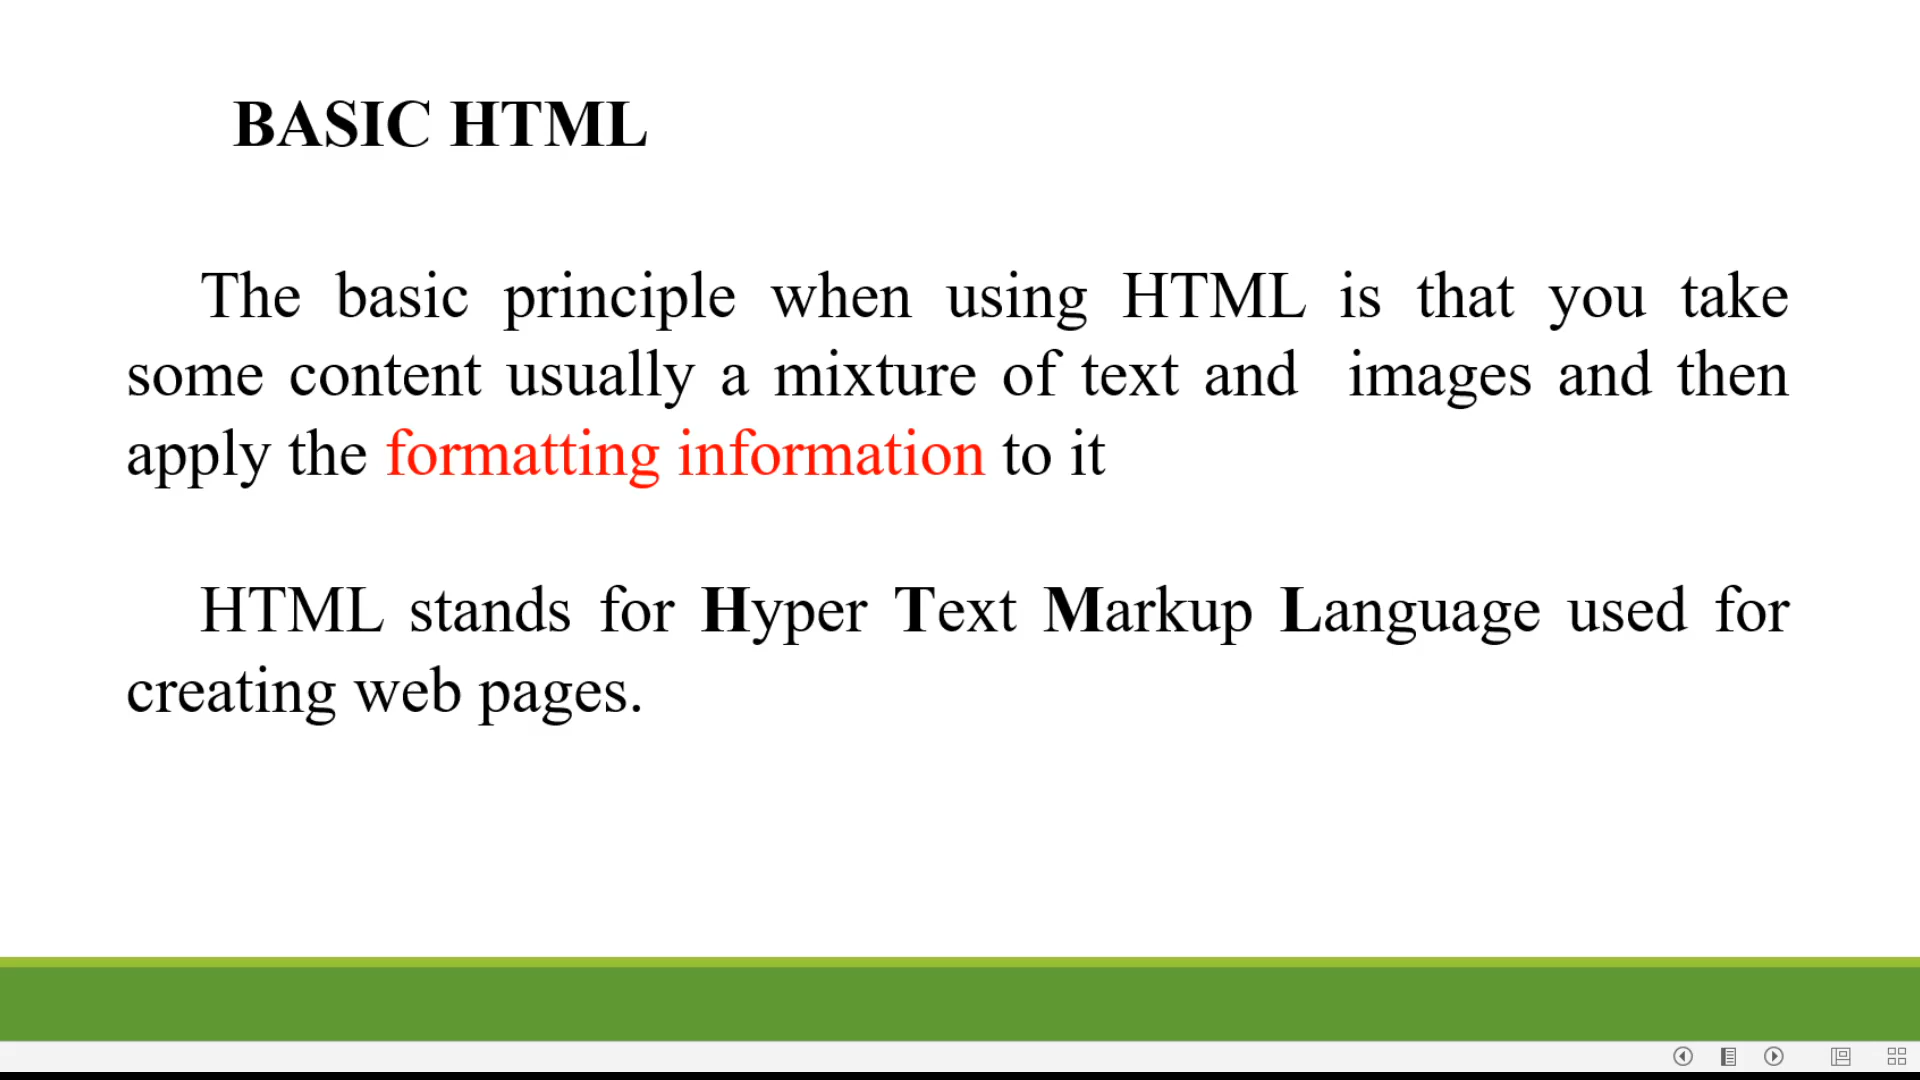 BASIC HTML
The basic principle when using HTML is that you take
some content usually a mixture of text and images and then
apply the formatting information to it
HTML stands for Hyper Text Markup Language used for
creating web pages.